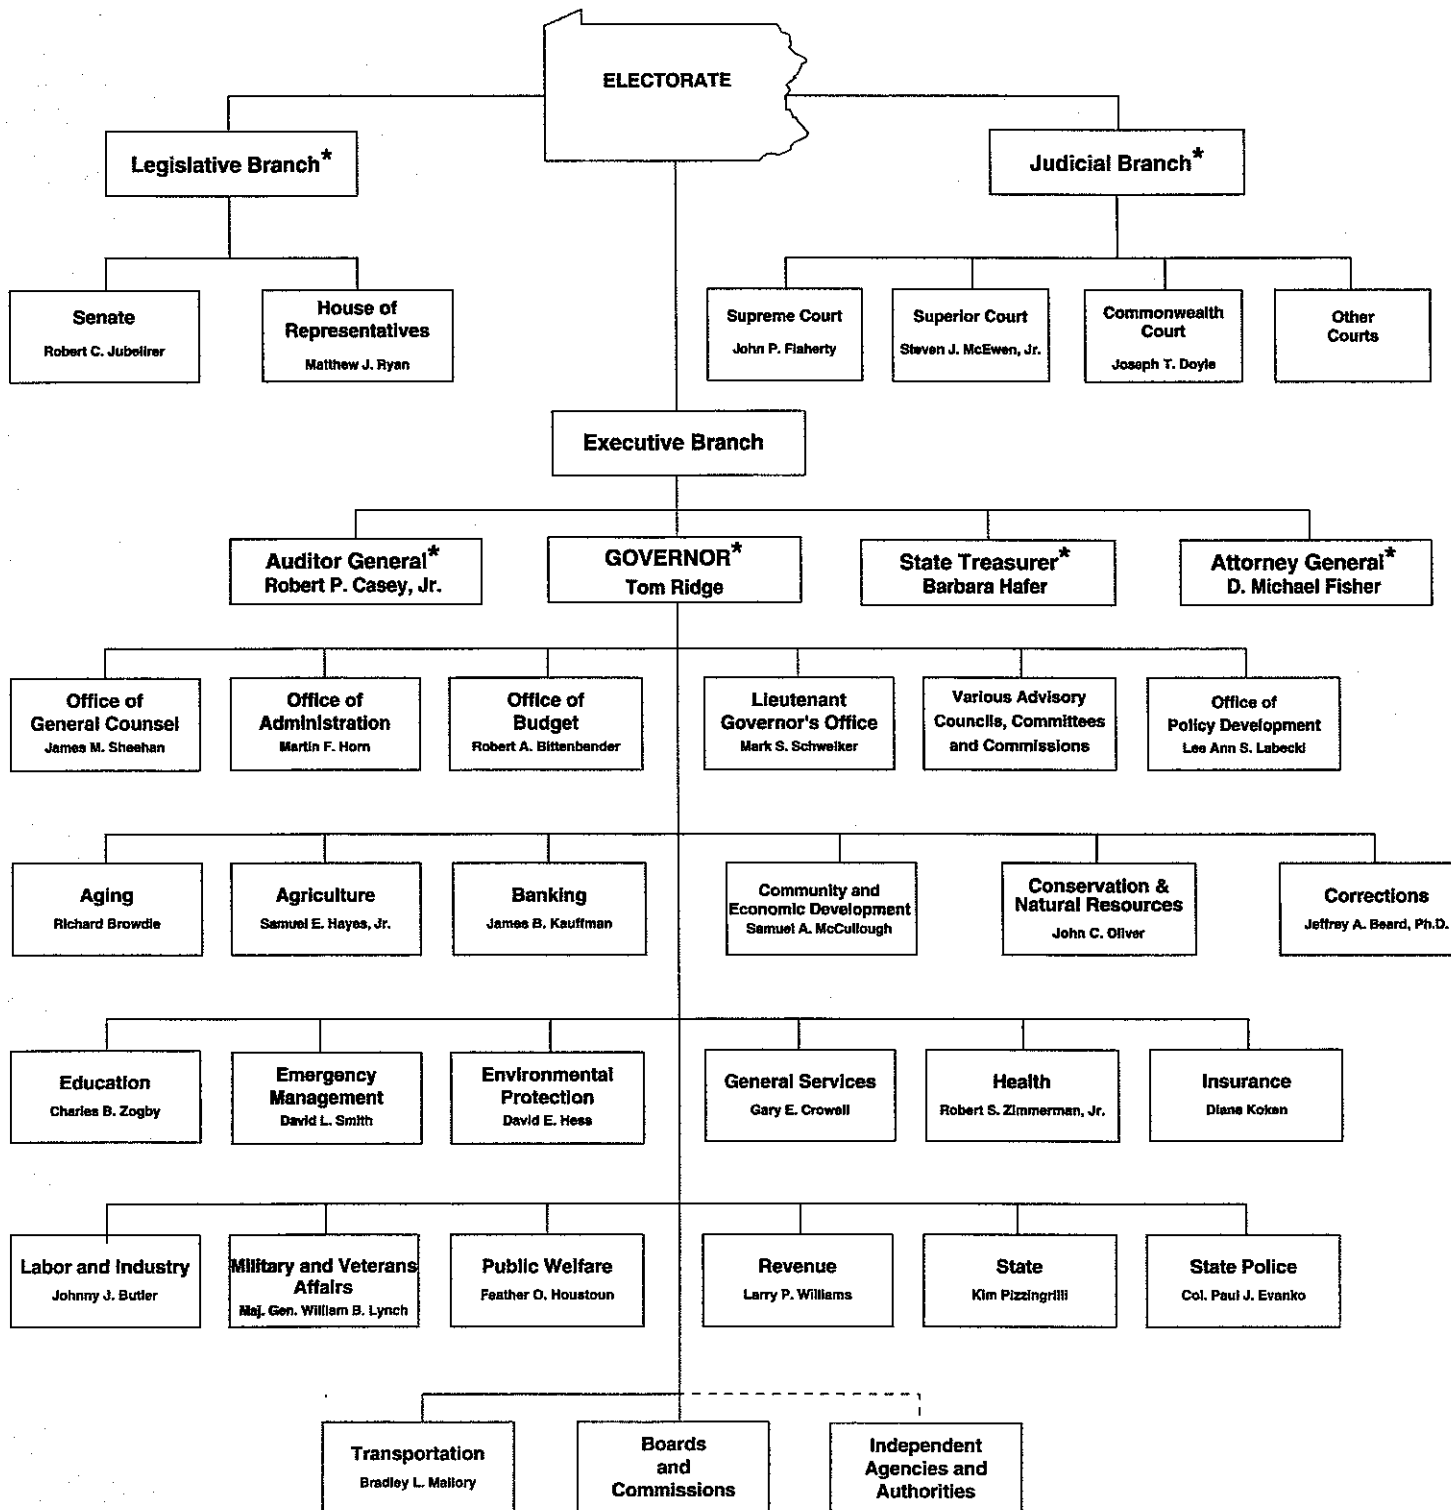 ELECTORATE
Legislative Branch*
Judicial Branch*
Senate
Robert C. Jubelirer
House of
Representatives
Matthew J. Ryan
Supreme Court
John P. Flaherty
Superior Court
Steven J. McEwen, Jr.
Commonwealth
Court
Joseph T. Doyle
Other
Courts
Executive Branch
Auditor General*
Robert P. Casey, Jr.
GOVERNOR*
Tom Ridge
State Treasurer*
Barbara Hafer
Attorney General*
D. Michael Fisher
Office of
General Counsel
James M. Sheehan
Office of
Administration
Martin F. Horn
Office of
Budget
Robert A. Bittenbender
Lieutenant
Governor's Office
Mark S. Schweiker
Various Advisory
Councils, Committees
and Commissions
Office of
Policy Development
Lee Ann S. Labecki
Aging
Richard Browdie
Agriculture
Samuel E. Hayes, Jr.
Banking
James B. Kauffman
Community and
Economic Development
Samuel A. McCullough
Conservation &
Natural Resources
John C. Oliver
Corrections
Jeffrey A. Beard, Ph.D.
Education
Charles B. Zogby
Emergency
Management
David L. Smith
Environmental
Protection
David E. Hess
General Services
Gary E. Crowell
Health
Robert S. Zimmerman, Jr.
Insurance
Diane Koken
Labor and Industry
Johnny J. Butler
Military and Veterans
Affairs
Maj. Gen. William B. Lynch
Public Welfare
Feather O. Houstoun
Revenue
Larry P. Williams
State
Kim Pizzingrilli
State Police
Col. Paul J. Evanko
Transportation
Bradley L. Mallory
Boards
and
Commissions
Independent
Agencies and
Authorities